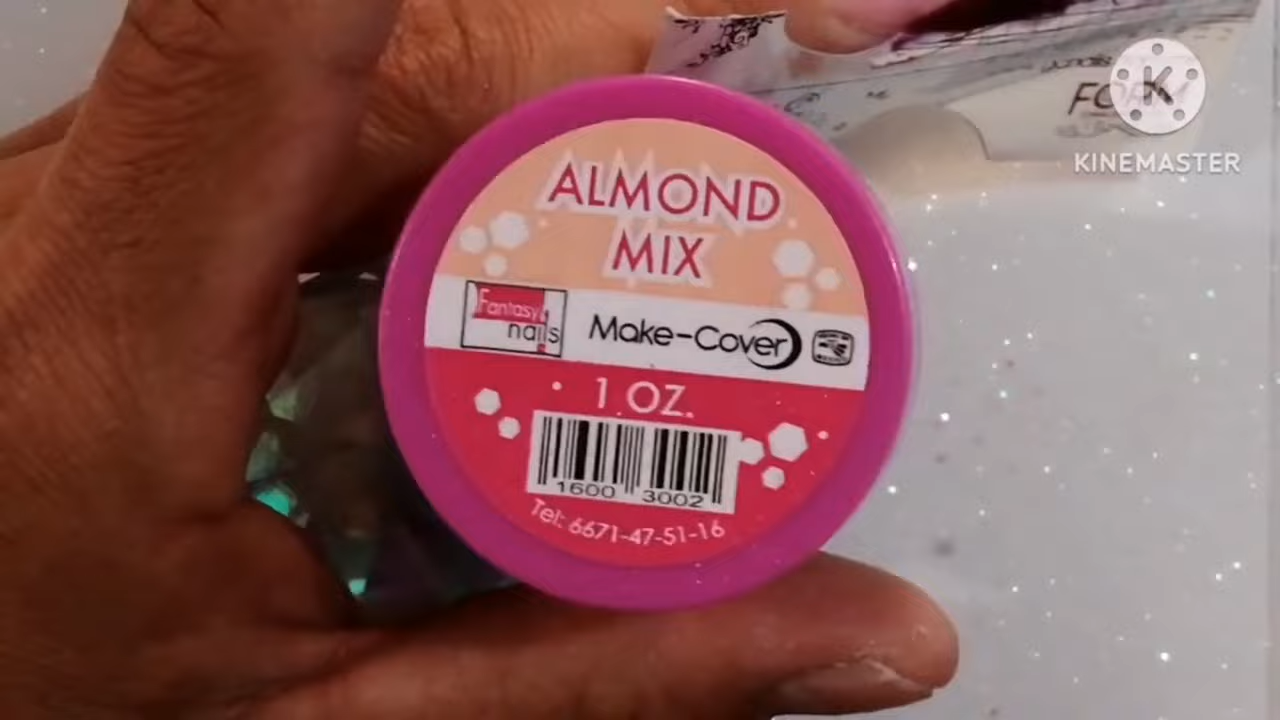 ALMOND
MIX
Fantasy
nails
Make-Cover
1 OZ.
1600 3002
Tel: 6671-47-51-16
K
KINEMASTER